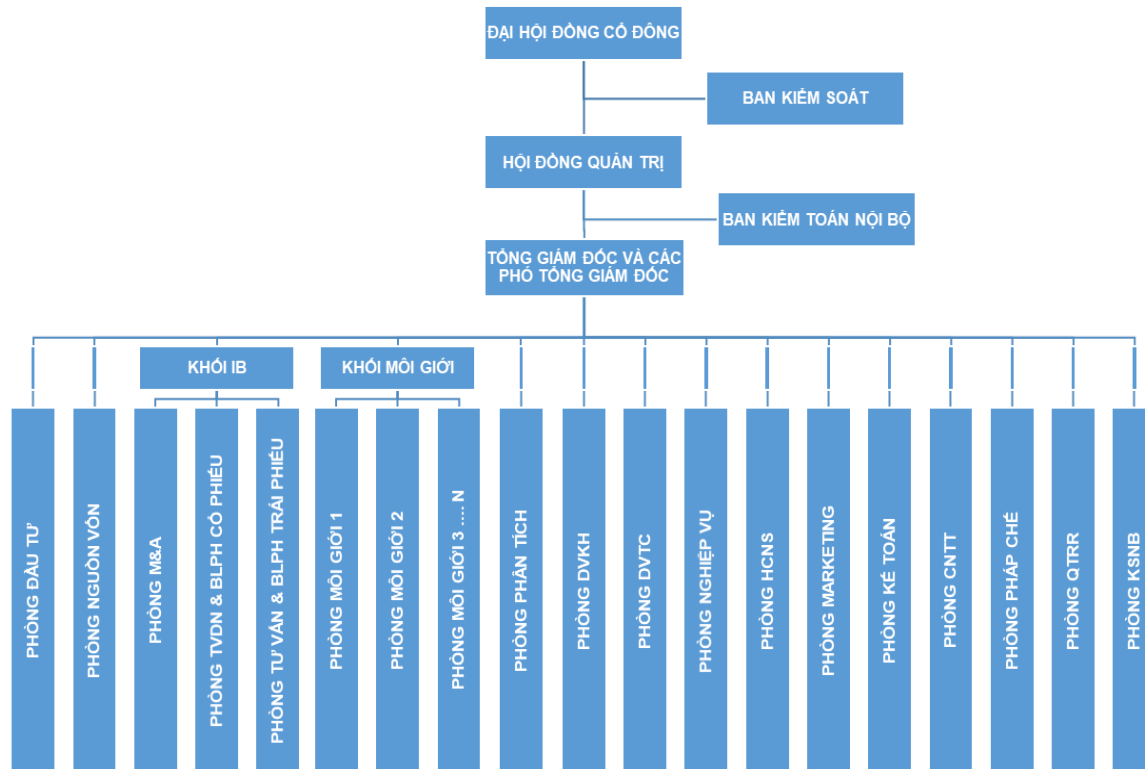 ĐẠI HỘI ĐỒNG CỔ ĐÔNG
BAN KIỂM SOÁT
HỘI ĐỒNG QUẢN TRỊ
BAN KIỂM TOÁN NỘI BỘ
TỔNG GIÁM ĐỐC VÀ CÁC
PHÓ TỔNG GIÁM ĐỐC
KHỐI IB
KHỐI MÔI GIỚI
PHÒNG ĐẦU TƯ
PHÒNG NGUỒN VỐN
PHÒNG M&A
PHÒNG TVDN & BLPH CỔ PHIẾU
PHÒNG TƯ VẤN & BLPH TRÁI PHIẾU
PHÒNG MÔI GIỚI 1
PHÒNG MÔI GIỚI 2
PHÒNG MÔI GIỚI 3 .... N
PHÒNG PHÂN TÍCH
PHÒNG DVKH
PHÒNG DVTC
PHÒNG NGHIỆP VỤ
PHÒNG HCNS
PHÒNG MARKETING
PHÒNG KẾ TOÁN
PHÒNG CNTT
PHÒNG PHÁP CHẾ
PHÒNG QTRR
PHÒNG KSNB